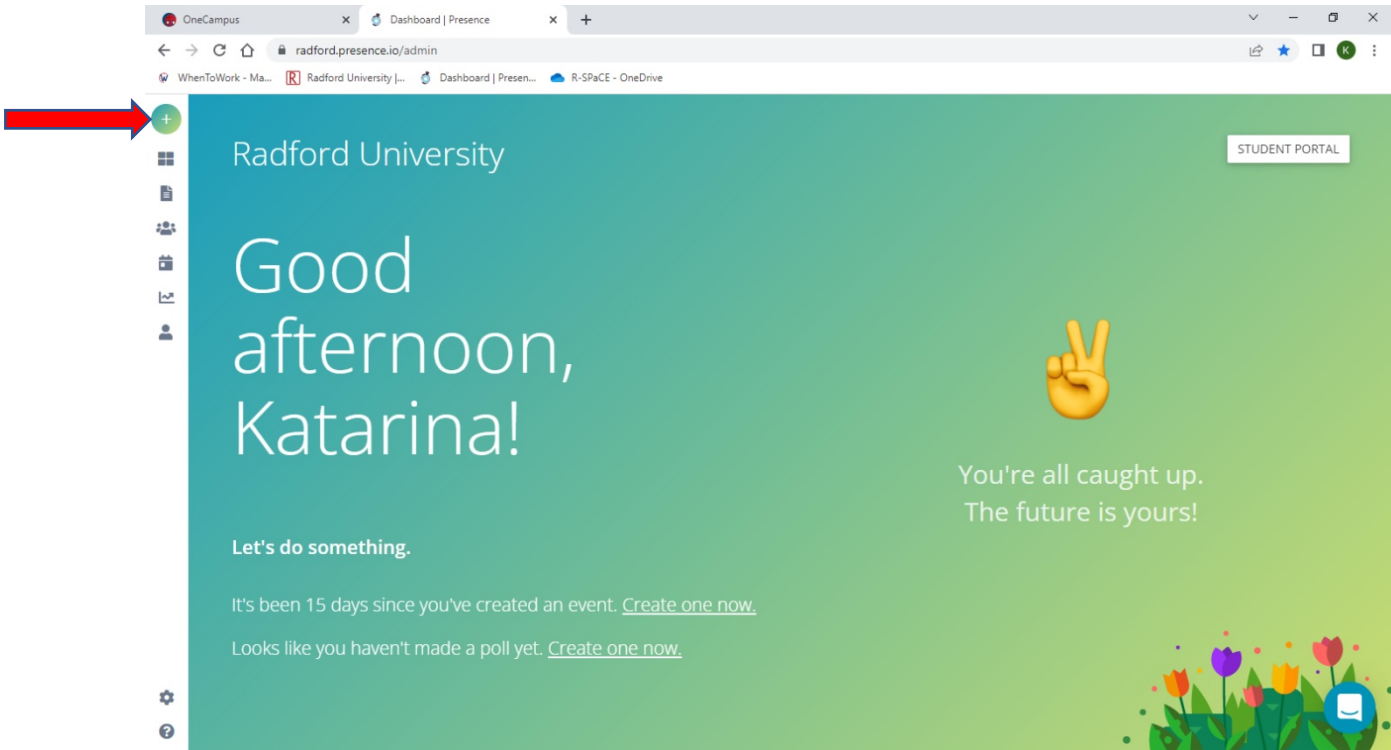 OneCampus
Dashboard | Presence
radford.presence.io/admin
K
WhenToWork - Ma...
R
Radford University |...
Dashboard | Presen...
R-SPaCE - OneDrive
Radford University
STUDENT PORTAL
Good
afternoon,
Katarina!
You're all caught up.
The future is yours!
Let's do something.
It's been 15 days since you've created an event. Create one now.
Looks like you haven't made a poll yet. Create one now.